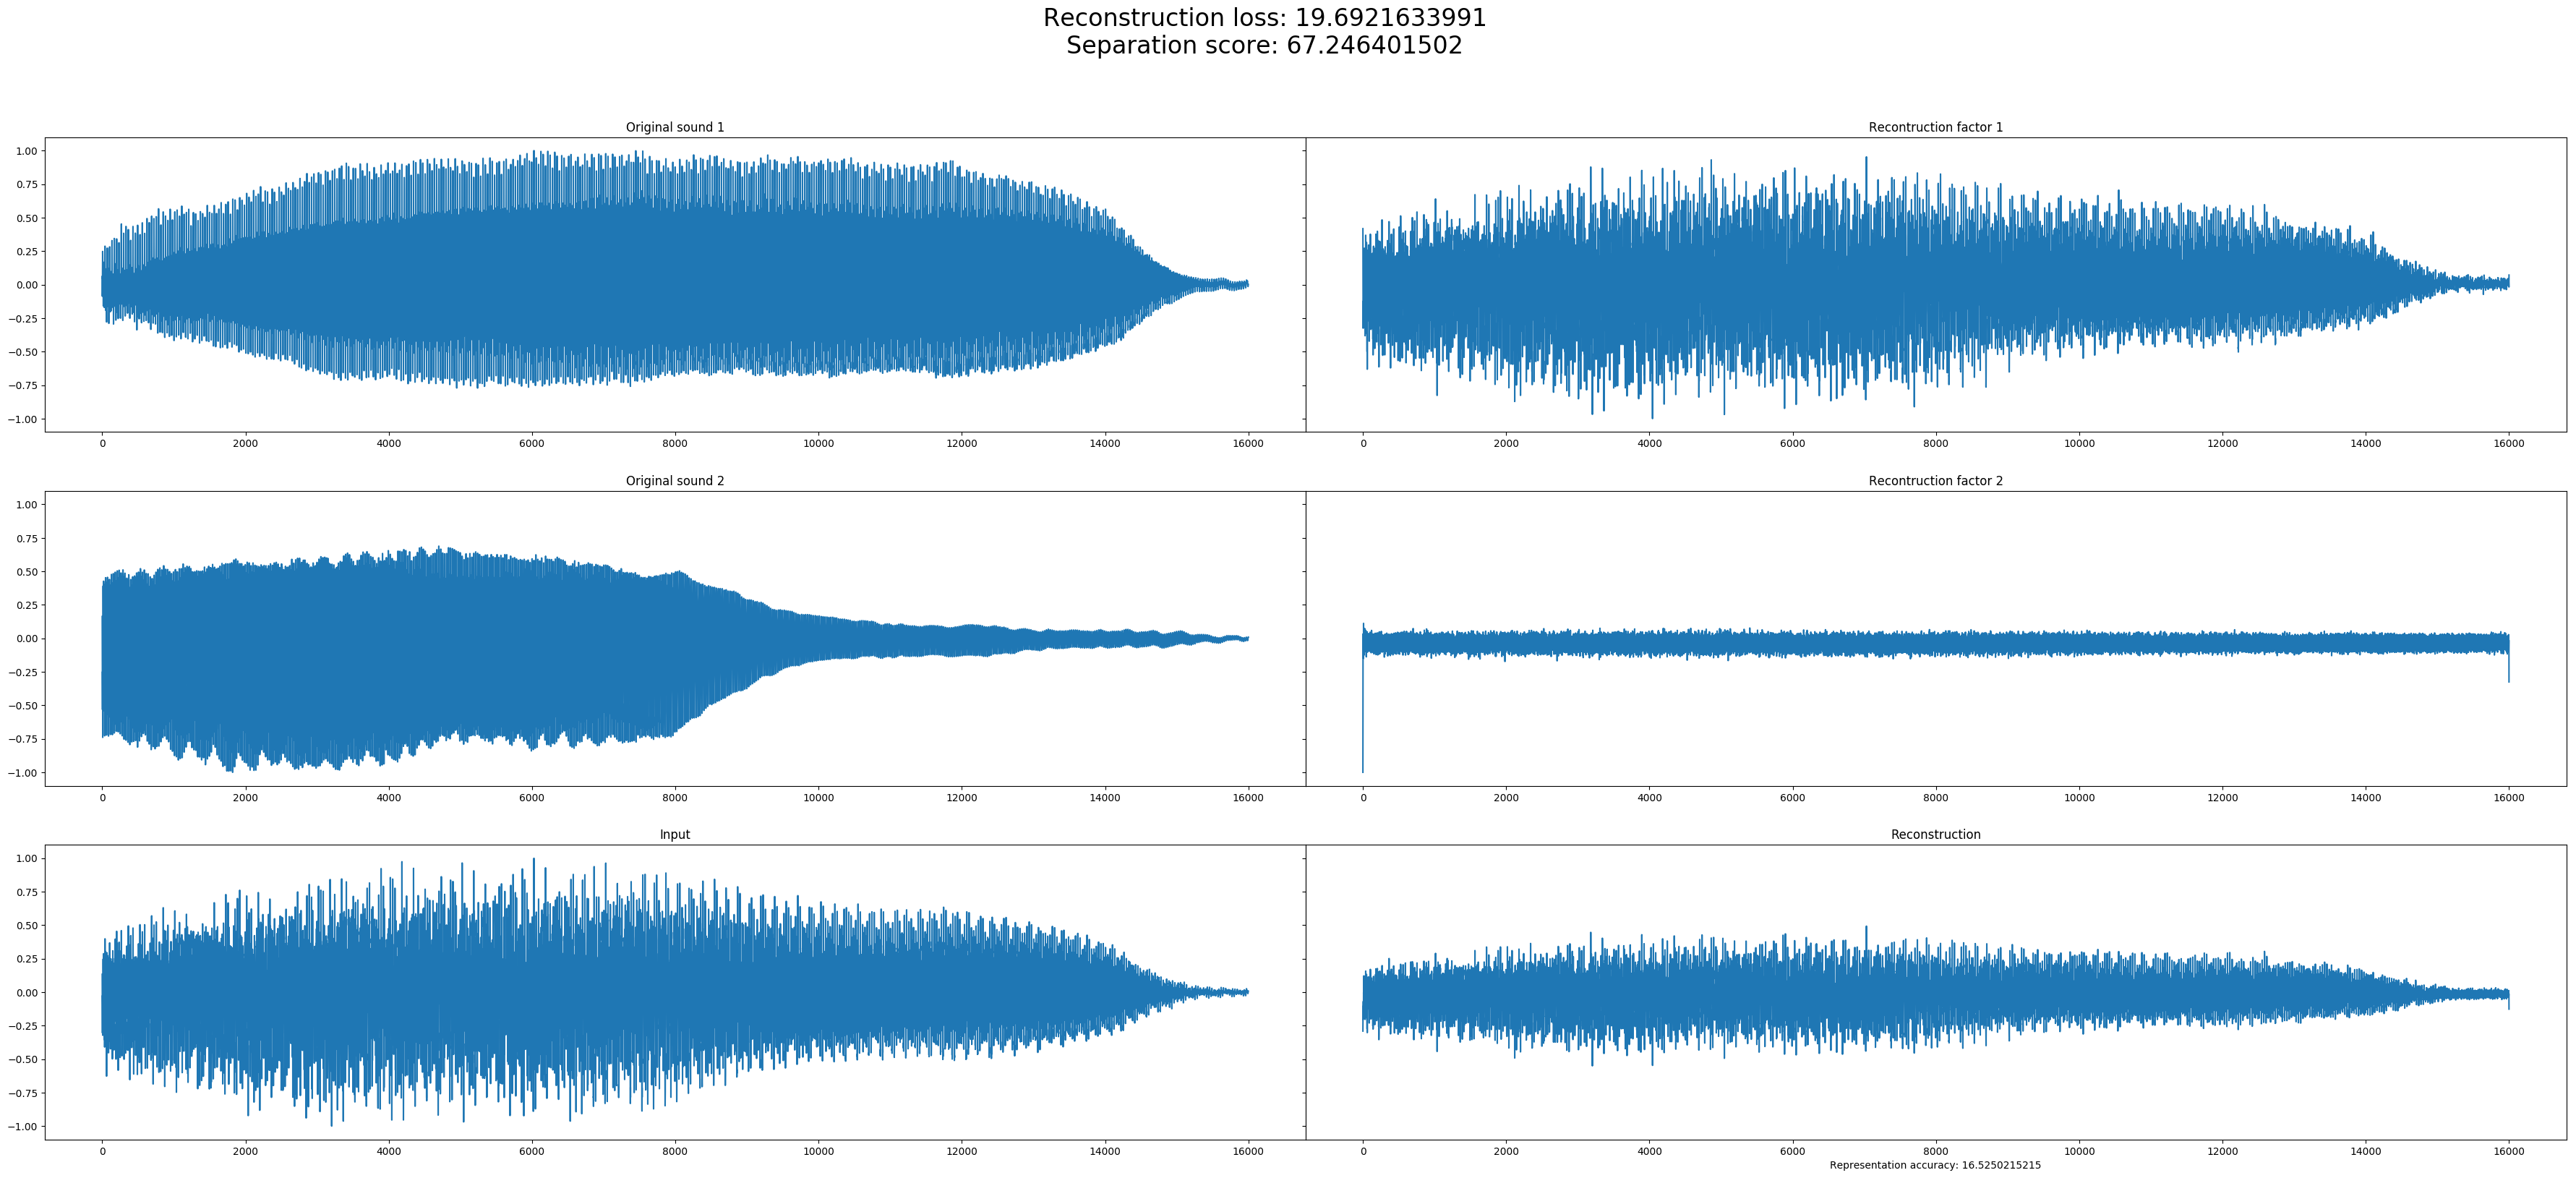 Reconstruction loss: 19.6921633991
Separation score: 67.246401502
Original sound 1
Recontruction factor 1
1.00
0.75
0.50
0.25
0.00
−0.25
−0.50
−0.75
−1.00
0 2000 4000 6000 8000 10000 12000 14000 16000
0 2000 4000 6000 8000 10000 12000 14000 16000
Original sound 2
Recontruction factor 2
1.00
0.75
0.50
0.25
0.00
−0.25
−0.50
−0.75
−1.00
0 2000 4000 6000 8000 10000 12000 14000 16000
0 2000 4000 6000 8000 10000 12000 14000 16000
Input
Reconstruction
1.00
0.75
0.50
0.25
0.00
−0.25
−0.50
−0.75
−1.00
0 2000 4000 6000 8000 10000 12000 14000 16000
0 2000 4000 6000 8000 10000 12000 14000 16000
Representation accuracy: 16.5250215215